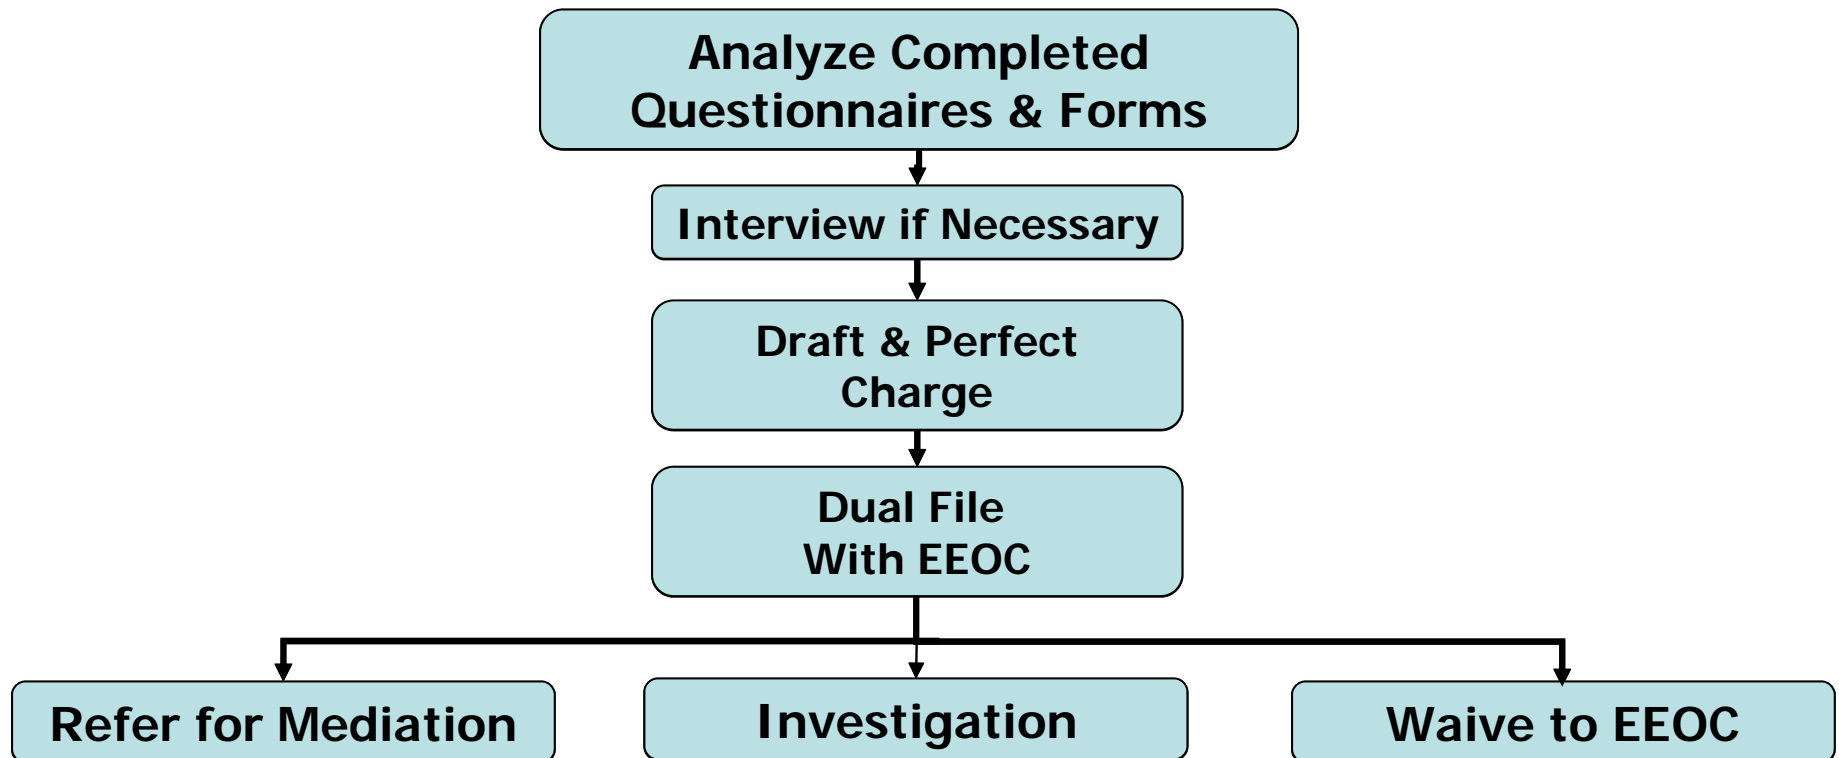 Analyze Completed
Questionnaires & Forms
Interview if Necessary
Draft & Perfect
Charge
Dual File
With EEOC
Refer for Mediation
Investigation
Waive to EEOC